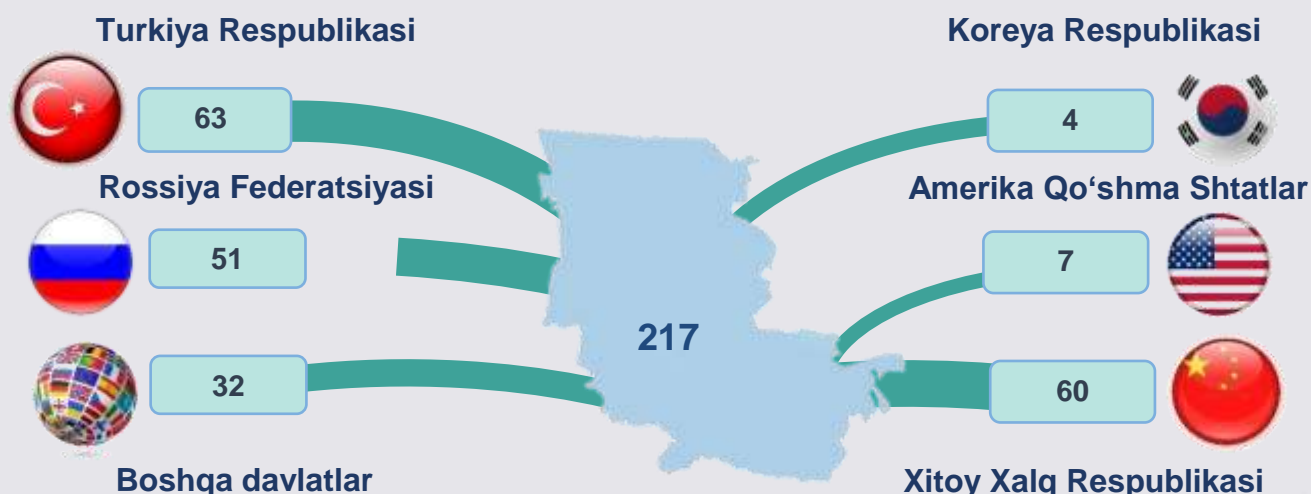 Turkiya Respublikasi
63
Rossiya Federatsiyasi
51
32
Boshqa davlatlar
217
Koreya Respublikasi
4
Amerika Qo‘shma Shtatlar
7
60
Xitoy Xalq Respublikasi